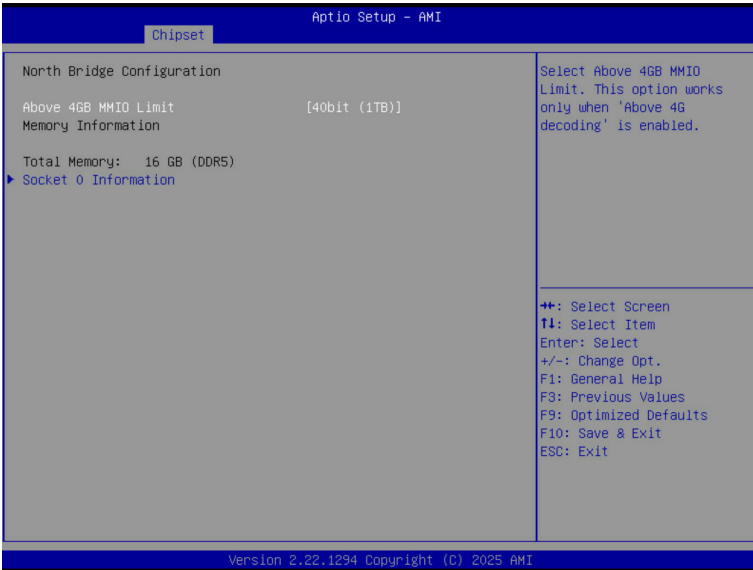 Aptio Setup – AMI
Chipset
North Bridge Configuration
Above 4GB MMIO Limit [40bit (1TB)]
Memory Information
Total Memory: 16 GB (DDR5)
Socket 0 Information
Select Above 4GB MMIO
Limit. This option works
only when 'Above 4G
decoding' is enabled.
→←: Select Screen
↑↓: Select Item
Enter: Select
+/-: Change Opt.
F1: General Help
F3: Previous Values
F9: Optimized Defaults
F10: Save & Exit
ESC: Exit
Version 2.22.1294 Copyright (C) 2025 AMI